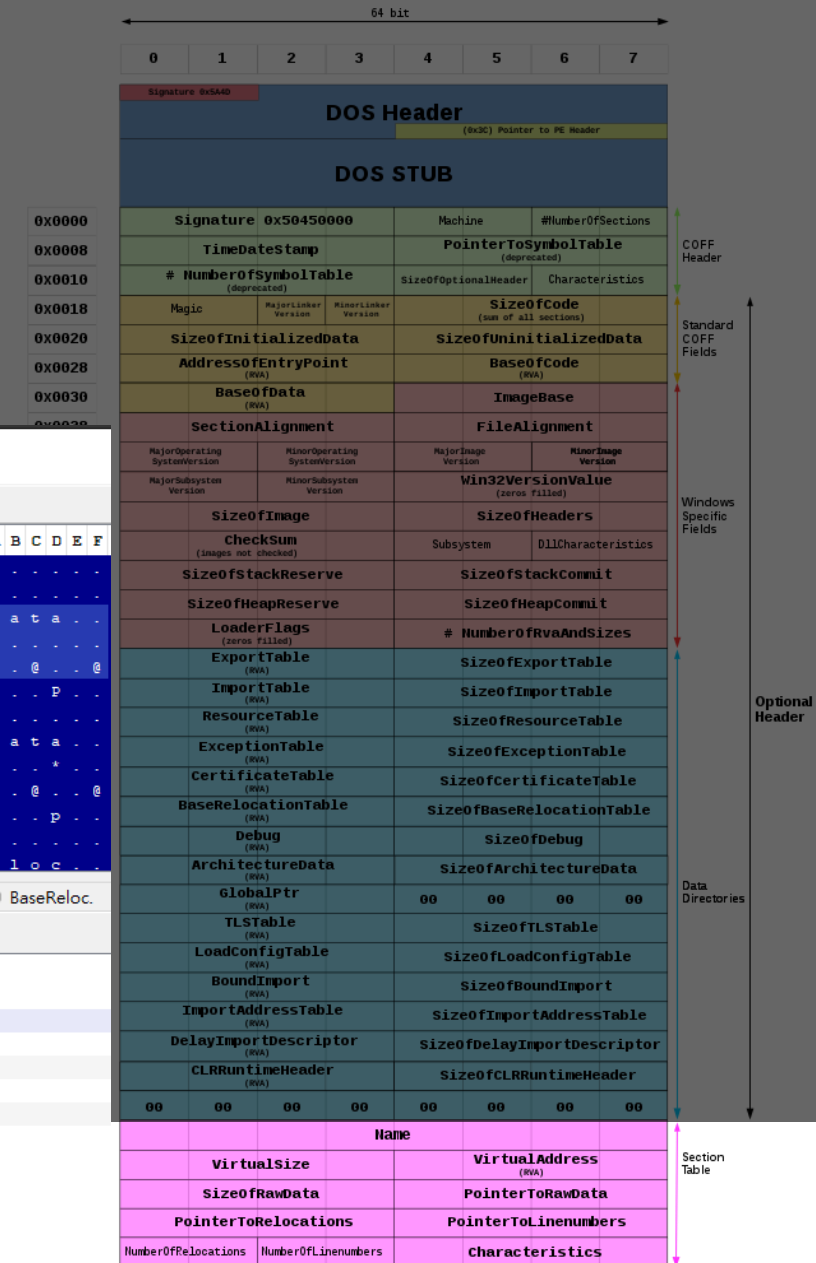 64 bit
0 1 2 3 4 5 6 7
Signature 0x5A4D
DOS Header
(0x3C) Pointer to PE Header
DOS STUB
0x0000 Signature 0x50450000 Machine #NumberOfSections
0x0008 TimeDateStamp PointerToSymbolTable
(deprecated)
COFF
Header
0x0010 # NumberOfSymbolTable
(deprecated)
SizeOfOptionalHeader Characteristics
0x0018 Magic MajorLinker
Version
MinorLinker
Version
SizeOfCode
(sum of all sections)
0x0020 SizeOfInitializedData SizeOfUninitializedData
Standard
COFF
Fields
0x0028 AddressOfEntryPoint
(RVA)
BaseOfCode
(RVA)
0x0030 BaseOfData
(RVA)
ImageBase
SectionAlignment FileAlignment
MajorOperating
SystemVersion
MinorOperating
SystemVersion
MajorImage
Version
MinorImage
Version
MajorSubsystem
Version
MinorSubsystem
Version
Win32VersionValue
(zeros filled)
SizeOfImage SizeOfHeaders
Windows
Specific
Fields
CheckSum
(images not checked)
Subsystem DllCharacteristics
SizeOfStackReserve SizeOfStackCommit
SizeOfHeapReserve SizeOfHeapCommit
LoaderFlags
(zeros filled)
# NumberOfRvaAndSizes
ExportTable
(RVA)
SizeOfExportTable
ImportTable
(RVA)
SizeOfImportTable
ResourceTable
(RVA)
SizeOfResourceTable
Optional
Header
ExceptionTable
(RVA)
SizeOfExceptionTable
CertificateTable
(RVA)
SizeOfCertificateTable
BaseRelocationTable
(RVA)
SizeOfBaseRelocationTable
Debug
(RVA)
SizeOfDebug
ArchitectureData
(RVA)
SizeOfArchitectureData
GlobalPtr
(RVA)
00 00 00 00
Data
Directories
TLSTable
(RVA)
SizeOfTLSTable
LoadConfigTable
(RVA)
SizeOfLoadConfigTable
BoundImport
(RVA)
SizeOfBoundImport
ImportAddressTable
(RVA)
SizeOfImportAddressTable
DelayImportDescriptor
(RVA)
SizeOfDelayImportDescriptor
CLRRuntimeHeader
(RVA)
SizeOfCLRRuntimeHeader
00 00 00 00 00 00 00 00
Name
VirtualSize VirtualAddress
(RVA)
Section
Table
SizeOfRawData PointerToRawData
PointerToRelocations PointerToLinenumbers
NumberOfRelocations NumberOfLinenumbers Characteristics
B C D E F
. . . . .
. . . . .
a t a . .
. . . . .
. @ . . @
. . p . .
. . . . .
a t a . .
. . * . .
. @ . . @
. . p . .
. . . . .
l o c . .
BaseReloc.